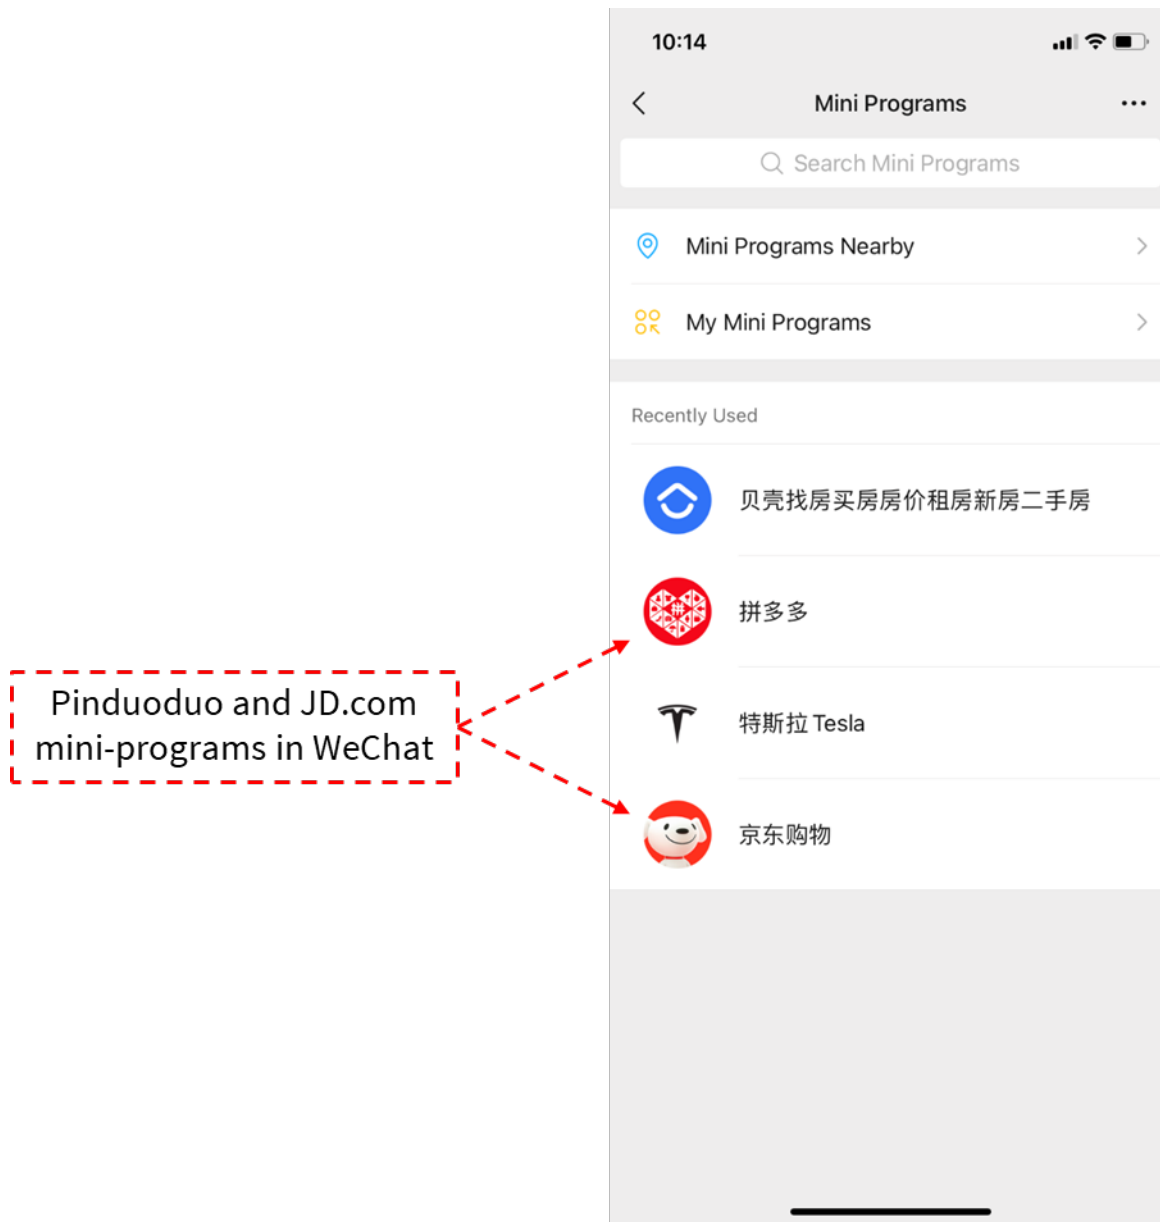 10:14
Mini Programs
Search Mini Programs
Mini Programs Nearby
My Mini Programs
Recently Used
贝壳找房买房房价租房新房二手房
拼
拼多多
Pinduoduo and JD.com
mini-programs in WeChat
特斯拉 Tesla
京东购物